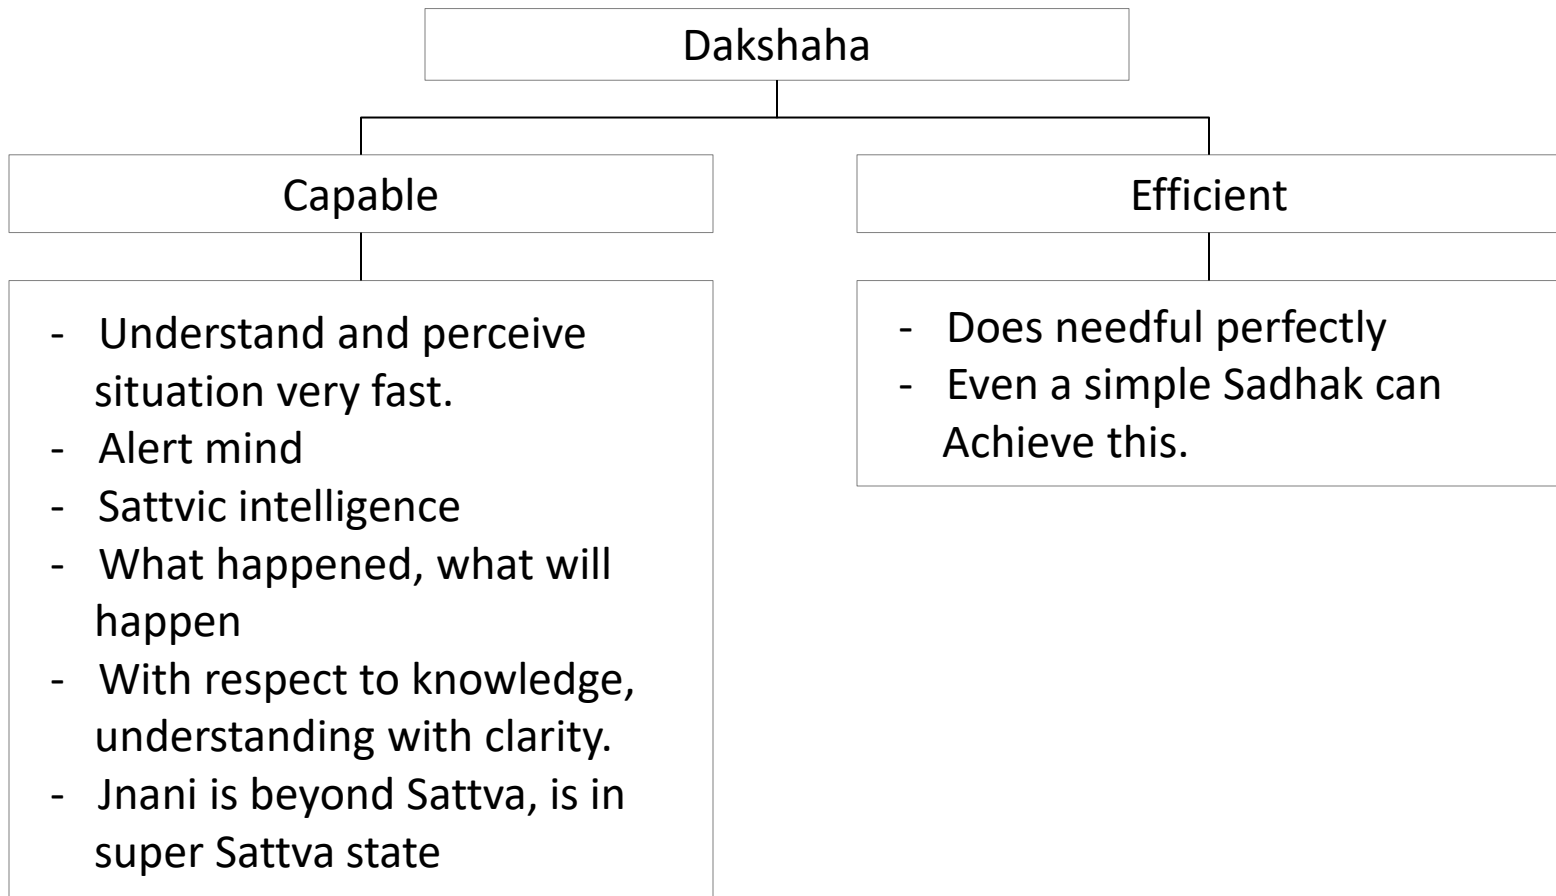 Dakshaha
Capable
- Understand and perceive
situation very fast.
- Alert mind
- Sattvic intelligence
- What happened, what will
happen
- With respect to knowledge,
understanding with clarity.
- Jnani is beyond Sattva, is in
super Sattva state
Efficient
- Does needful perfectly
- Even a simple Sadhak can
Achieve this.